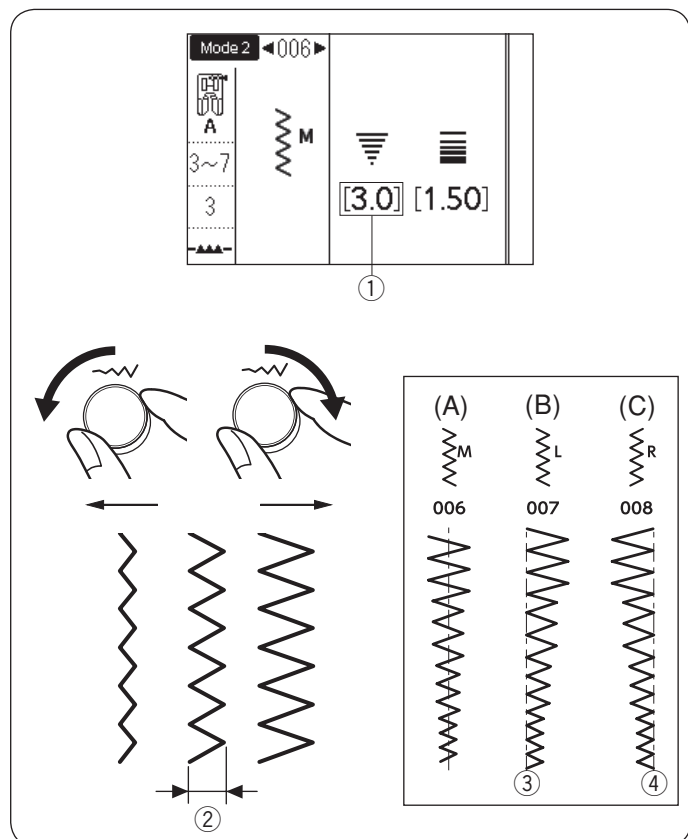 Mode 2 ◄006►
A
M
3～7
3
[3.0] [1.50]
①
(A) (B) (C)
M L R
006 007 008
②
③ ④